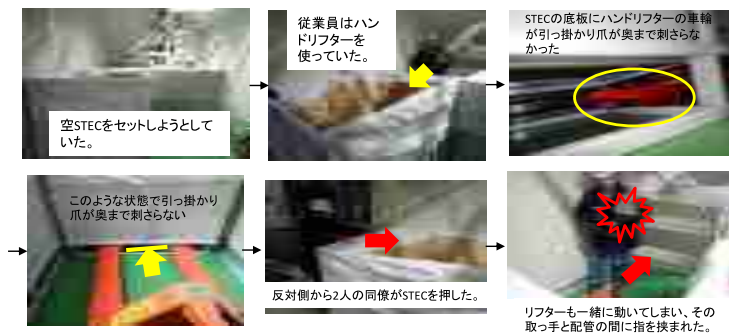 空STECをセットしようとして
いた。
従業員はハン
ドリフターを
使っていた。
STECの底板にハンドリフターの車輪
が引っ掛かり爪が奥まで刺さらな
かった
このような状態で引っ掛かり
爪が奥まで刺さらない
反対側から2人の同僚がSTECを押した。
リフターも一緒に動いてしまい、その
取っ手と配管の間に指を挟まれた。